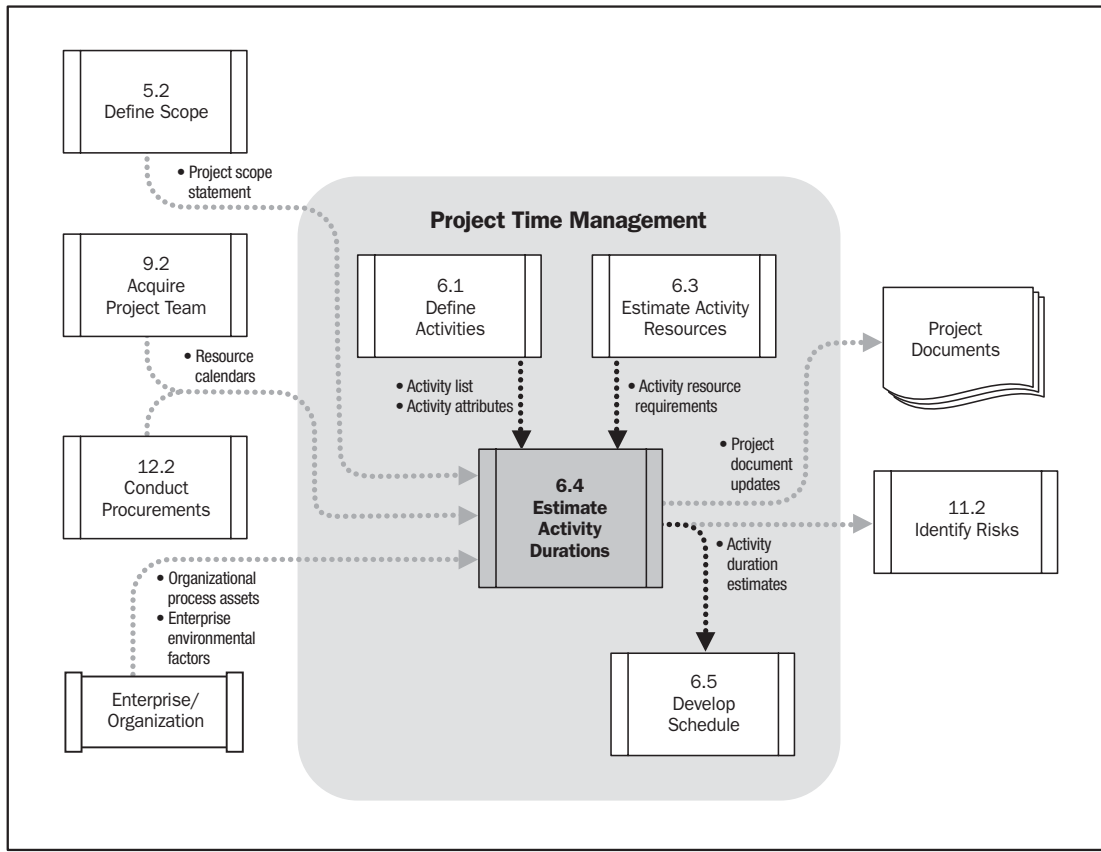 5.2
Define Scope
• Project scope
statement
Project Time Management
9.2
Acquire
Project Team
6.1
Define
Activities
6.3
Estimate Activity
Resources
Project
Documents
• Resource
calendars
• Activity list
• Activity attributes
• Activity resource
requirements
12.2
Conduct
Procurements
6.4
Estimate
Activity
Durations
• Project
document
updates
11.2
Identify Risks
• Activity
duration
estimates
• Organizational
process assets
• Enterprise
environmental
factors
Enterprise/
Organization
6.5
Develop
Schedule